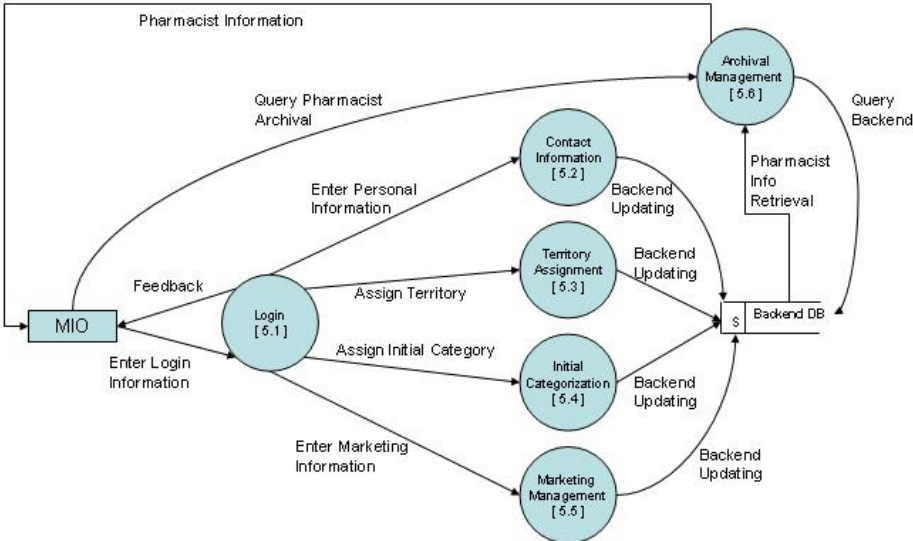 Pharmacist Information
Archival
Management
[ 5.6 ]
Query Pharmacist
Archival
Query
Backend
Contact
Information
[ 5.2 ]
Enter Personal
Information
Backend
Updating
Pharmacist
Info
Retrieval
Territory
Assignment
[ 5.3 ]
Backend
Updating
Feedback
Assign Territory
Login
[ 5.1 ]
MIO
S
Backend DB
Enter Login
Information
Assign Initial Category
Initial
Categorization
[ 5.4 ]
Backend
Updating
Enter Marketing
Information
Marketing
Management
[ 5.5 ]
Backend
Updating